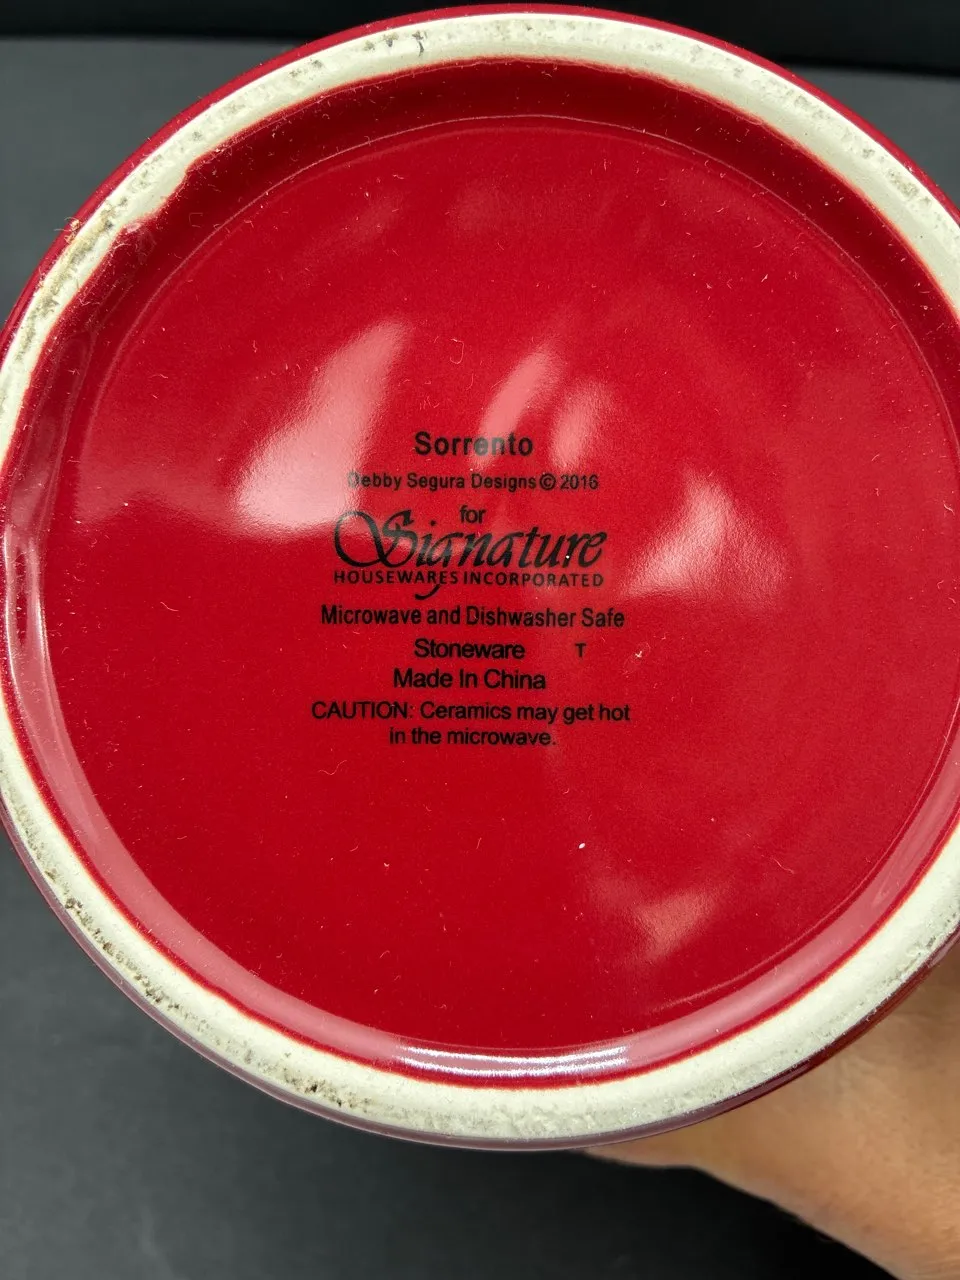 Sorrento
Debby Segura Designs © 2016
for
Signature
HOUSEWARES INCORPORATED
Microwave and Dishwasher Safe
Stoneware T
Made In China
CAUTION: Ceramics may get hot
in the microwave.